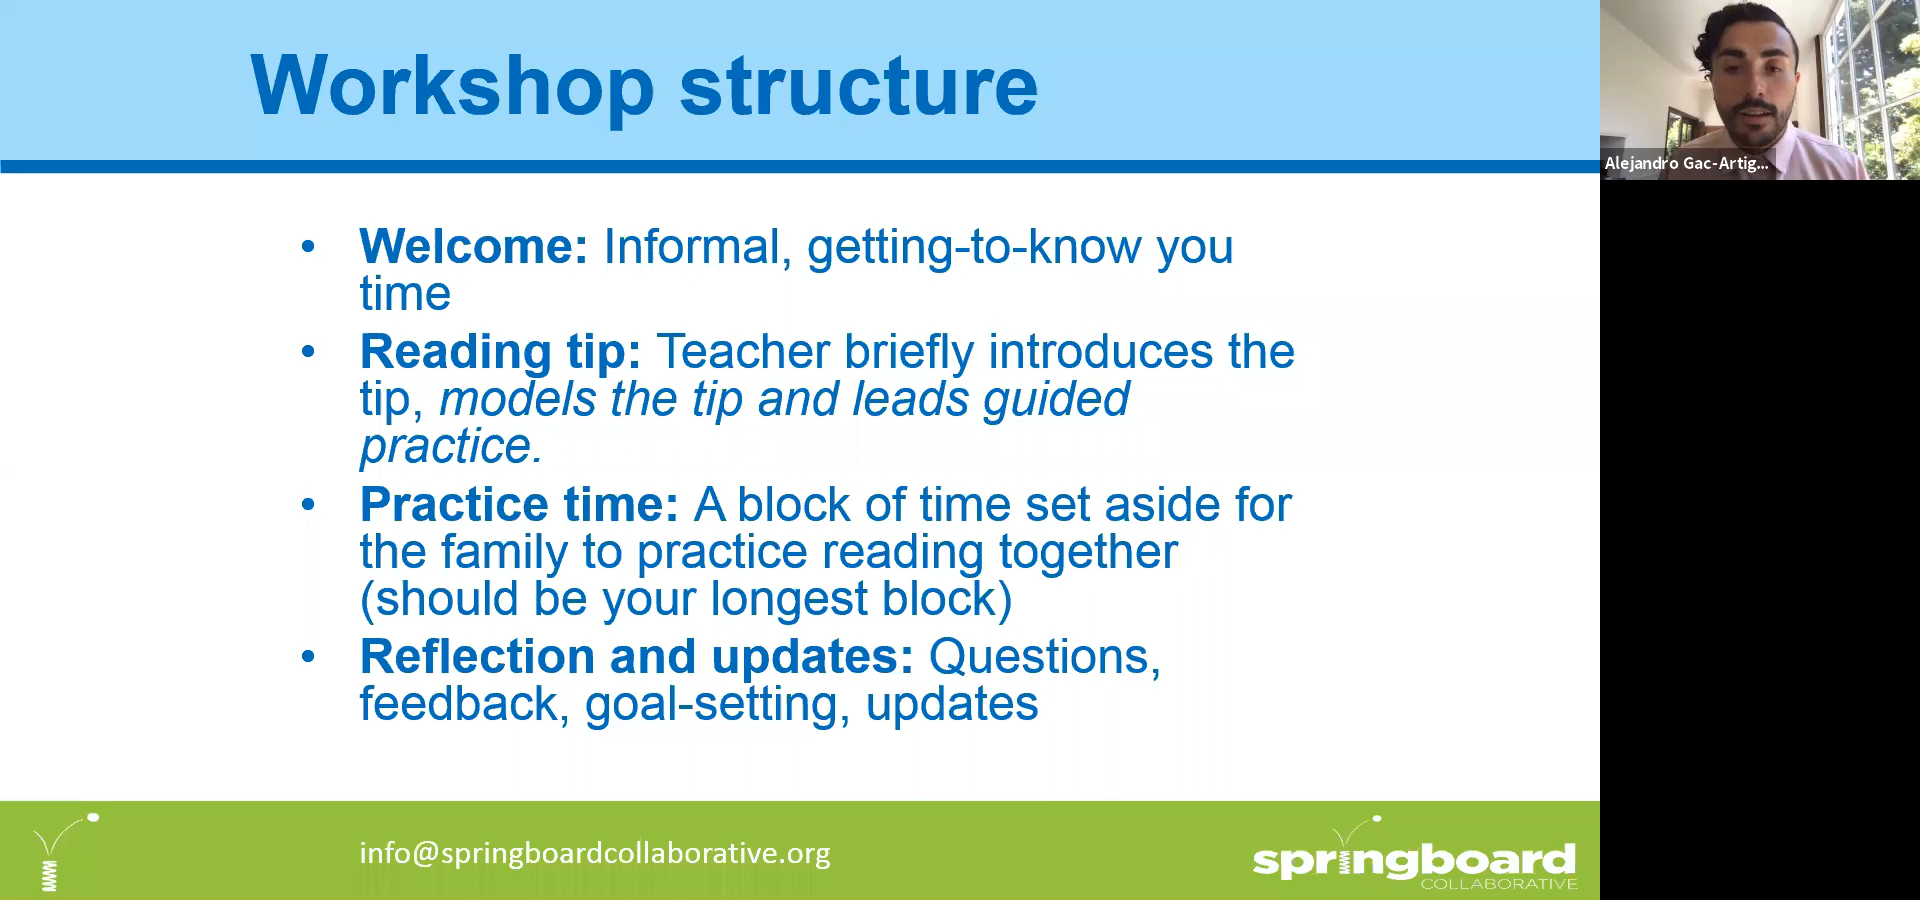 Workshop structure
Alejandro Gac-Artig...
• Welcome: Informal, getting-to-know you
time
• Reading tip: Teacher briefly introduces the
tip, models the tip and leads guided
practice.
• Practice time: A block of time set aside for
the family to practice reading together
(should be your longest block)
• Reflection and updates: Questions,
feedback, goal-setting, updates
info@springboardcollaborative.org
springboard
COLLABORATIVE